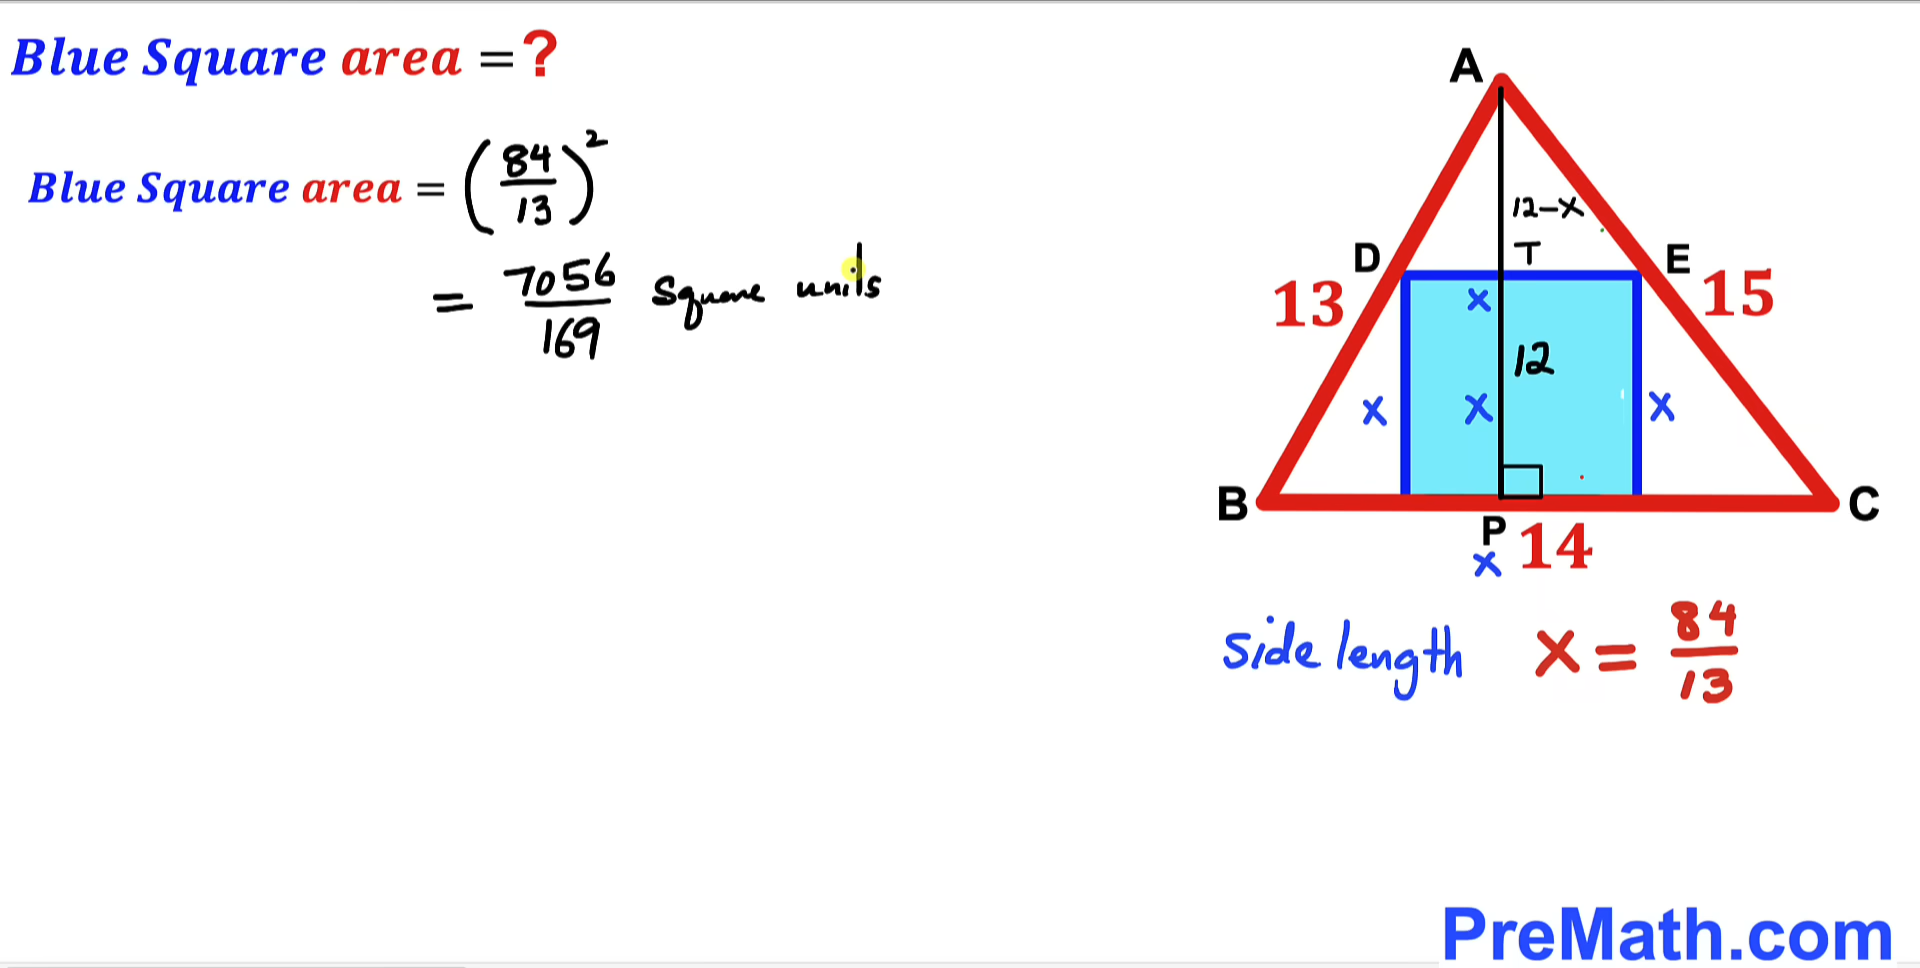 Blue Square area = ?
Blue Square area = (84/13)²
= 7056/169 square units
A
12-x
D T E
13 x 15
12
x x x
B C
P 14
x
side length x = 84/13
PreMath.com